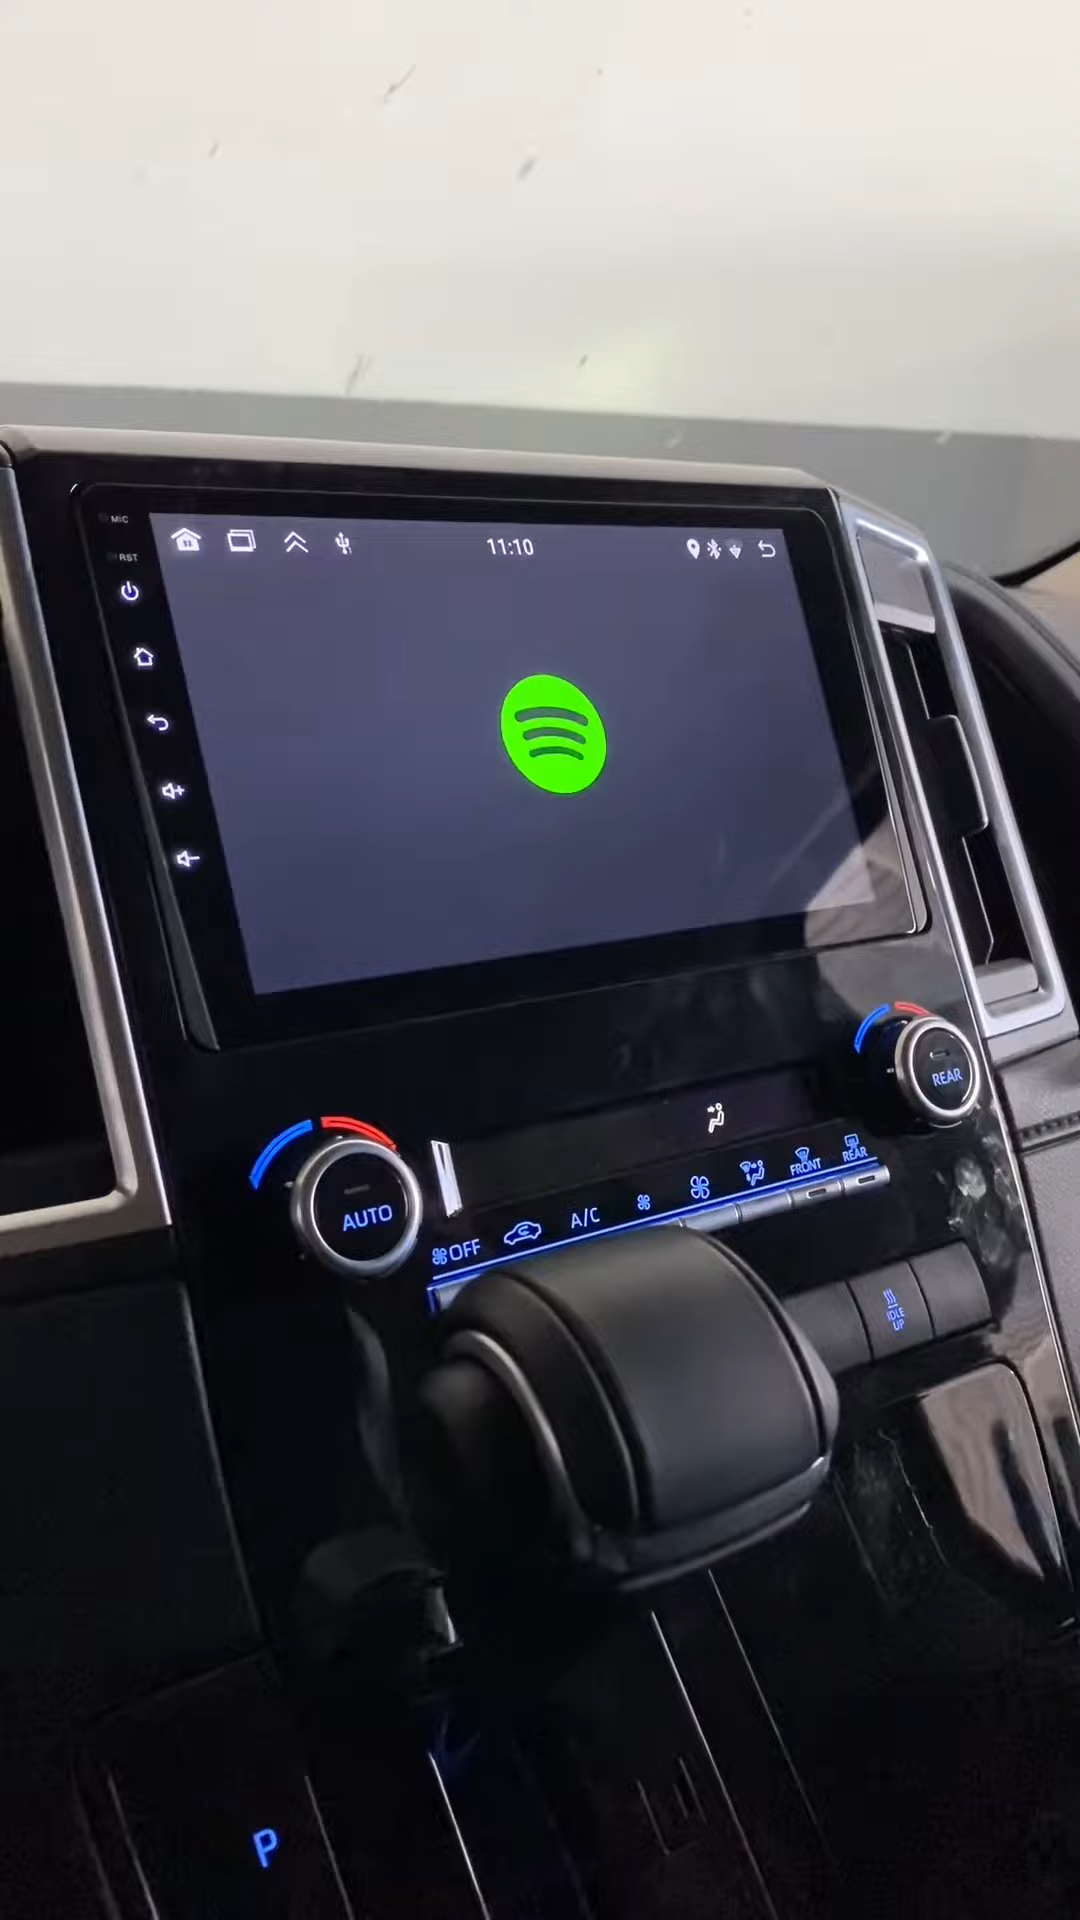 MIC
RST
11:10
REAR
AUTO
OFF
A/C
FRONT
REAR
IDLE
UP
P